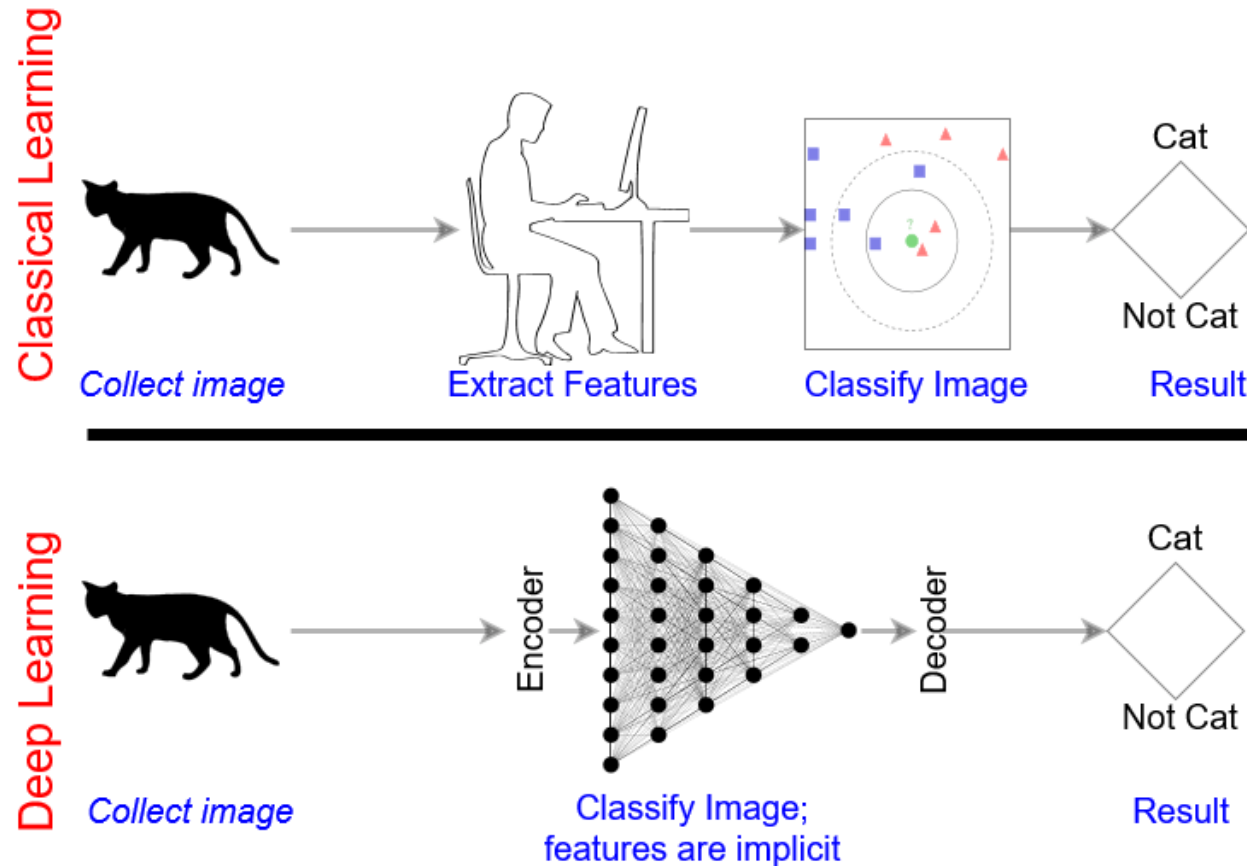 Classical Learning
Cat
?
Not Cat
Collect image
Extract Features
Classify Image
Result
Deep Learning
Encoder
Decoder
Cat
Not Cat
Collect image
Classify Image;
features are implicit
Result